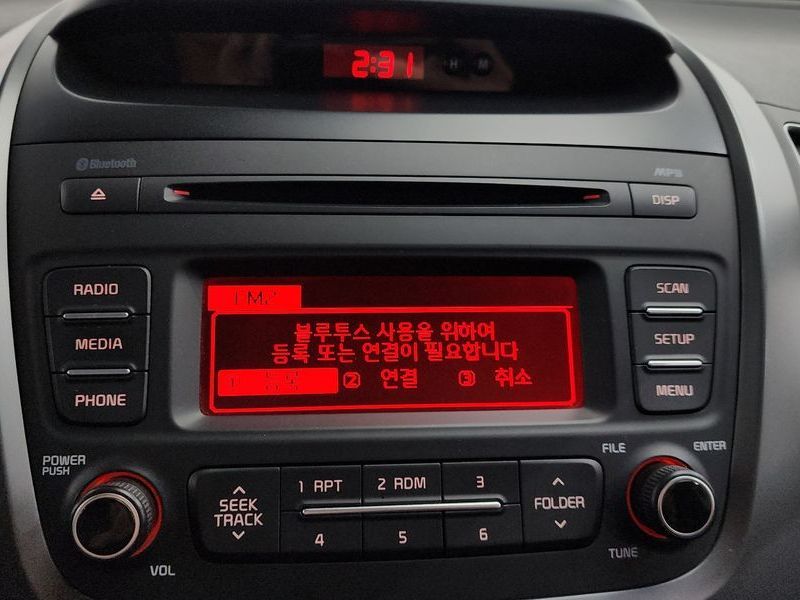 2:31 H M
Bluetooth
MP3
DISP
RADIO
MEDIA
PHONE
FM2
블루투스 사용을 위하여
등록 또는 연결이 필요합니다
1 등록 2 연결 3 취소
SCAN
SETUP
MENU
POWER
PUSH
VOL
SEEK
TRACK
1 RPT 2 RDM 3
4 5 6
FOLDER
FILE
ENTER
TUNE